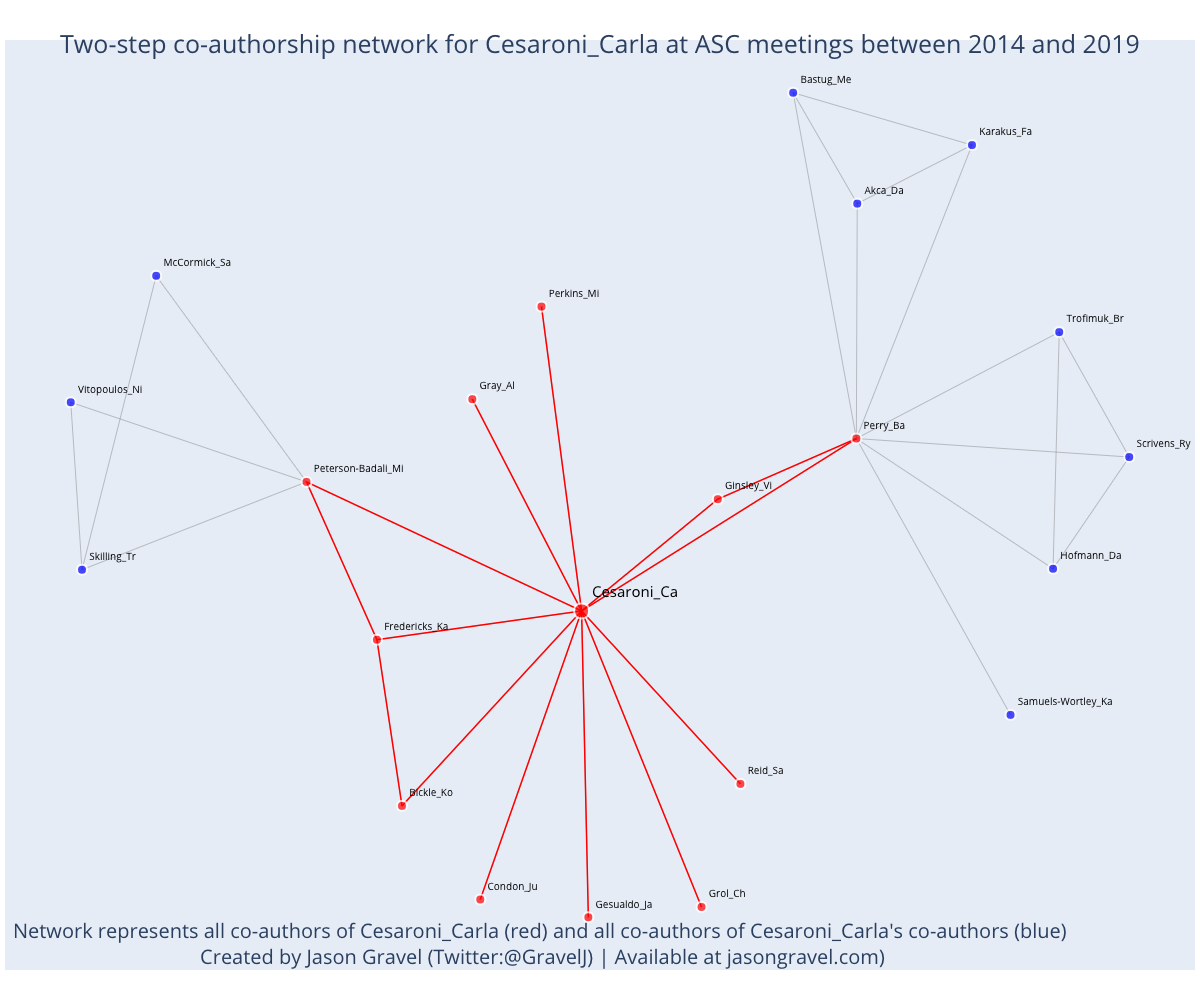 Two-step co-authorship network for Cesaroni_Carla at ASC meetings between 2014 and 2019
Bastug_Me
Karakus_Fa
Akca_Da
McCormick_Sa
Perkins_Mi
Trofimuk_Br
Gray_Al
Vitopoulos_Ni
Perry_Ba
Scrivens_Ry
Peterson-Badali_Mi
Ginsley_Vi
Skilling_Tr
Hofmann_Da
Cesaroni_Ca
Fredericks_Ka
Samuels-Wortley_Ka
Reid_Sa
Bickle_Ko
Condon_Ju
Grol_Ch
Gesualdo_Ja
Network represents all co-authors of Cesaroni_Carla (red) and all co-authors of Cesaroni_Carla's co-authors (blue)
Created by Jason Gravel (Twitter:@GravelJ) | Available at jasongravel.com)